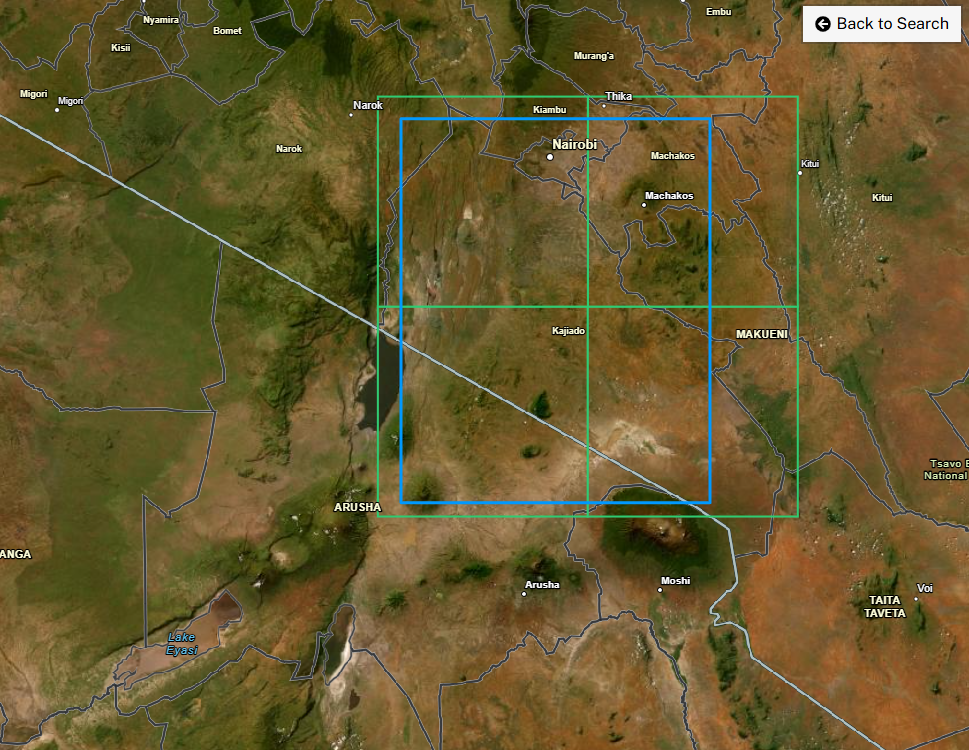 Nyamira
Embu
Back to Search
Bomet
Kisii
Murang'a
Migori
Migori
Thika
Narok
Kiambu
Nairobi
Narok
Machakos
Kitui
Machakos
Kitui
Kajiado
MAKUENI
Tsavo E
National
ARUSHA
ANGA
Arusha
Moshi
Voi
TAITA
TAVETA
Lake
Eyasi